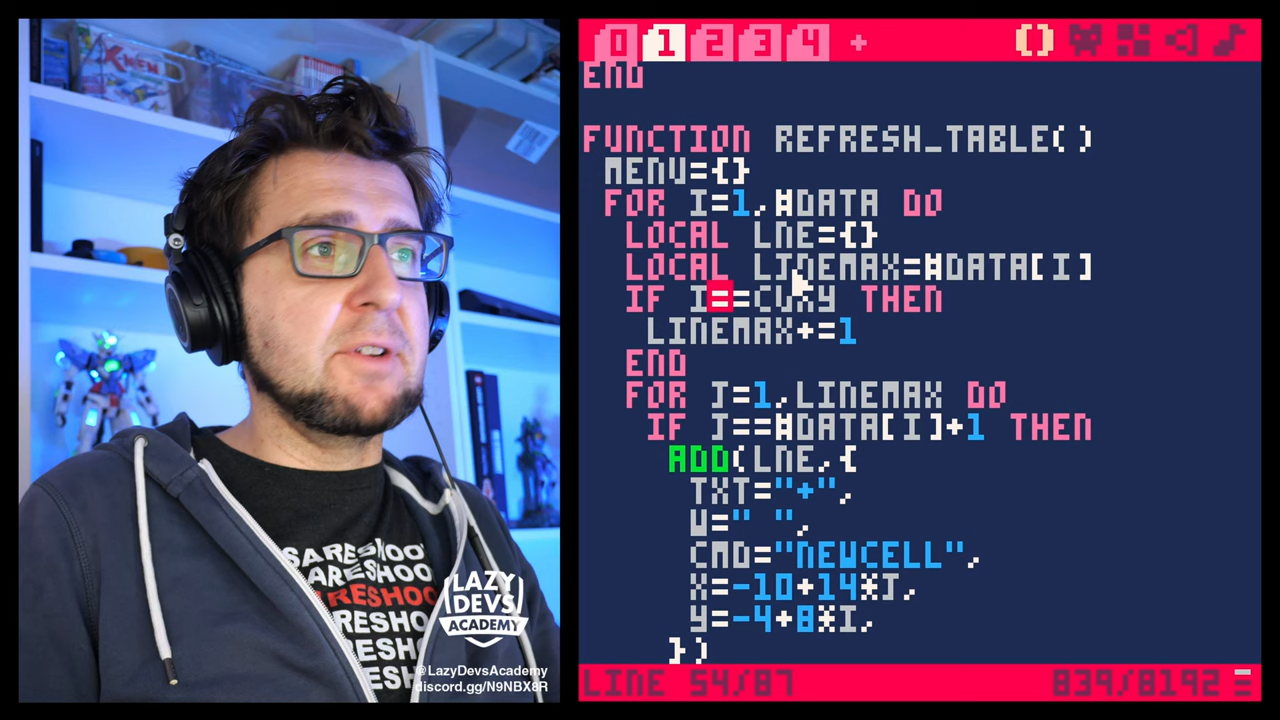 0 1 2 3 4 + ()
END
FUNCTION REFRESH_TABLE()
MENU={}
FOR I=1,#DATA DO
LOCAL LNE={}
LOCAL LINEMAX=#DATA[I]
IF I==CURY THEN
LINEMAX+=1
END
FOR J=1,LINEMAX DO
IF J==#DATA[I]+1 THEN
ADD(LNE,{
TXT="+",
W=" ",
CMD="NEWCELL",
X=-10+14*J,
Y=-4+8*I,
})
LINE 54/87 839/8192
LAZY
DEVS
ACADEMY
@LazyDevsAcademy
discord.gg/N9NBX8R